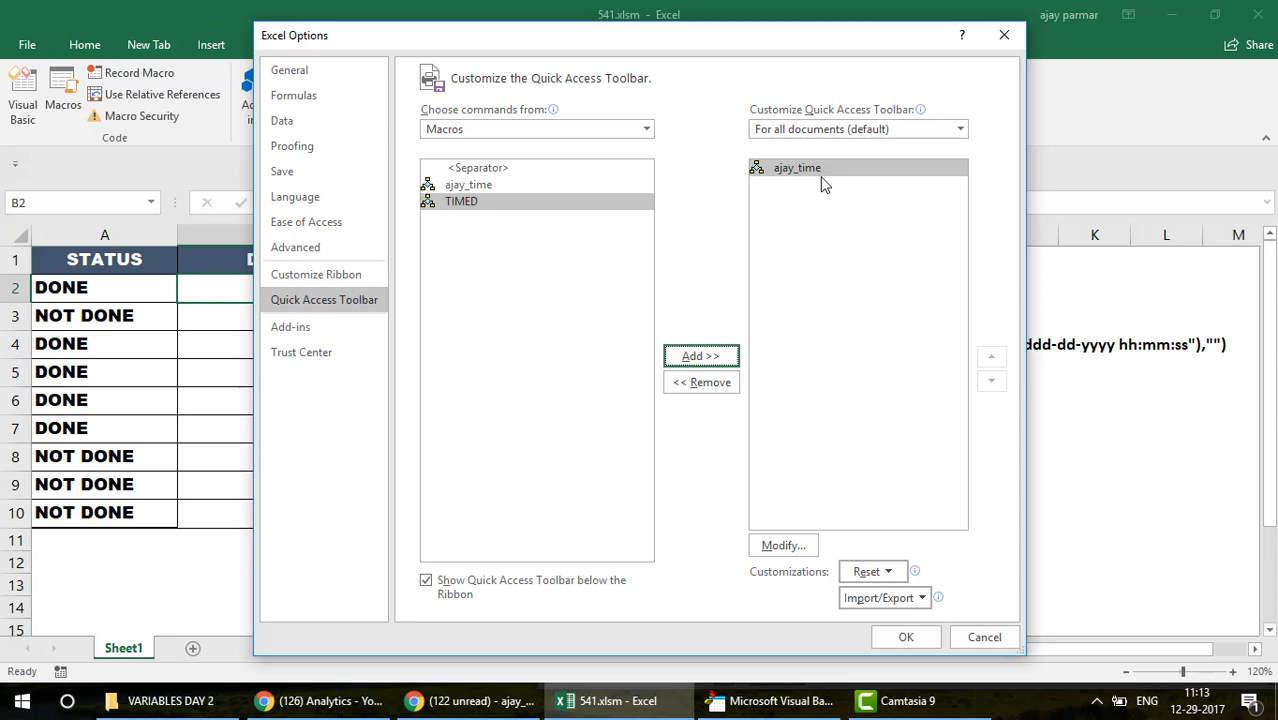 541.xlsm - Excel
ajay parmar
File
Home
New Tab
Insert
Share
Visual Basic
Macros
Record Macro
Use Relative References
Macro Security
Code
Excel Options
?
General
Formulas
Data
Proofing
Save
Language
Ease of Access
Advanced
Customize Ribbon
Quick Access Toolbar
Add-ins
Trust Center
Customize the Quick Access Toolbar.
Choose commands from:
Macros
<Separator>
ajay_time
TIMED
Customize Quick Access Toolbar:
For all documents (default)
ajay_time
Add >>
<< Remove
Modify...
Customizations:
Reset
Import/Export
Show Quick Access Toolbar below the
Ribbon
OK
Cancel
B2
A
K
L
M
1 STATUS
2 DONE
3 NOT DONE
4 DONE
ddd-dd-yyyy hh:mm:ss"),"")
5 DONE
6 DONE
7 DONE
8 NOT DONE
9 NOT DONE
10 NOT DONE
11
12
13
14
15
Sheet1
Ready
120%
VARIABLES DAY 2
(126) Analytics - Yo...
(122 unread) - ajay_...
541.xlsm - Excel
Microsoft Visual Ba...
Camtasia 9
ENG
11:13
12-29-2017
1